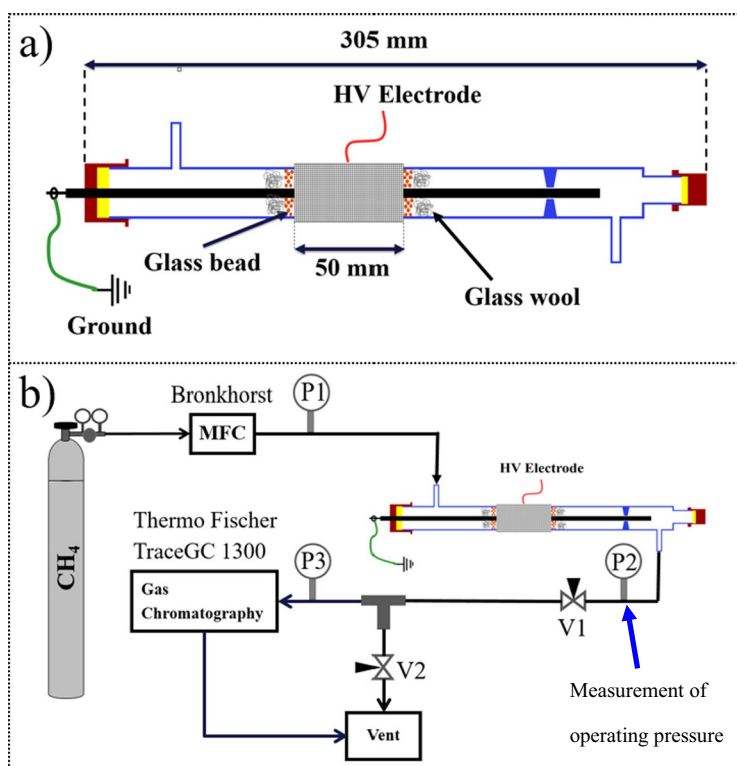 a)
305 mm
HV Electrode
Glass bead
50 mm
Glass wool
Ground
b)
Bronkhorst
P1
MFC
HV Electrode
CH4
Thermo Fischer
TraceGC 1300
P3
P2
Gas
Chromatography
V1
V2
Vent
Measurement of
operating pressure